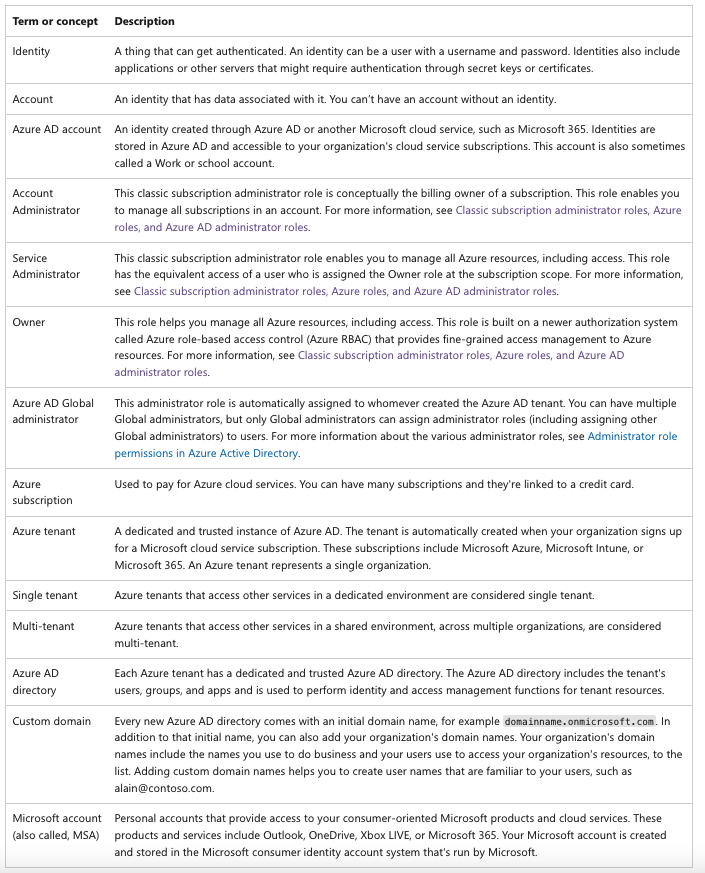 Term or concept Description
Identity A thing that can get authenticated. An identity can be a user with a username and password. Identities also include
applications or other servers that might require authentication through secret keys or certificates.
Account An identity that has data associated with it. You can't have an account without an identity.
Azure AD account An identity created through Azure AD or another Microsoft cloud service, such as Microsoft 365. Identities are
stored in Azure AD and accessible to your organization's cloud service subscriptions. This account is also sometimes
called a Work or school account.
Account This classic subscription administrator role is conceptually the billing owner of a subscription. This role enables you
Administrator to manage all subscriptions in an account. For more information, see Classic subscription administrator roles, Azure
roles, and Azure AD administrator roles.
Service This classic subscription administrator role enables you to manage all Azure resources, including access. This role
Administrator has the equivalent access of a user who is assigned the Owner role at the subscription scope. For more information,
see Classic subscription administrator roles, Azure roles, and Azure AD administrator roles.
Owner This role helps you manage all Azure resources, including access. This role is built on a newer authorization system
called Azure role-based access control (Azure RBAC) that provides fine-grained access management to Azure
resources. For more information, see Classic subscription administrator roles, Azure roles, and Azure AD
administrator roles.
Azure AD Global This administrator role is automatically assigned to whomever created the Azure AD tenant. You can have multiple
administrator Global administrators, but only Global administrators can assign administrator roles (including assigning other
Global administrators) to users. For more information about the various administrator roles, see Administrator role
permissions in Azure Active Directory.
Azure Used to pay for Azure cloud services. You can have many subscriptions and they're linked to a credit card.
subscription
Azure tenant A dedicated and trusted instance of Azure AD. The tenant is automatically created when your organization signs up
for a Microsoft cloud service subscription. These subscriptions include Microsoft Azure, Microsoft Intune, or
Microsoft 365. An Azure tenant represents a single organization.
Single tenant Azure tenants that access other services in a dedicated environment are considered single tenant.
Multi-tenant Azure tenants that access other services in a shared environment, across multiple organizations, are considered
multi-tenant.
Azure AD Each Azure tenant has a dedicated and trusted Azure AD directory. The Azure AD directory includes the tenant's
directory users, groups, and apps and is used to perform identity and access management functions for tenant resources.
Custom domain Every new Azure AD directory comes with an initial domain name, for example domainname.onmicrosoft.com. In
addition to that initial name, you can also add your organization's domain names. Your organization's domain
names include the names you use to do business and your users use to access your organization's resources, to the
list. Adding custom domain names helps you to create user names that are familiar to your users, such as
alain@contoso.com.
Microsoft account Personal accounts that provide access to your consumer-oriented Microsoft products and cloud services. These
(also called, MSA) products and services include Outlook, OneDrive, Xbox LIVE, or Microsoft 365. Your Microsoft account is created
and stored in the Microsoft consumer identity account system that's run by Microsoft.